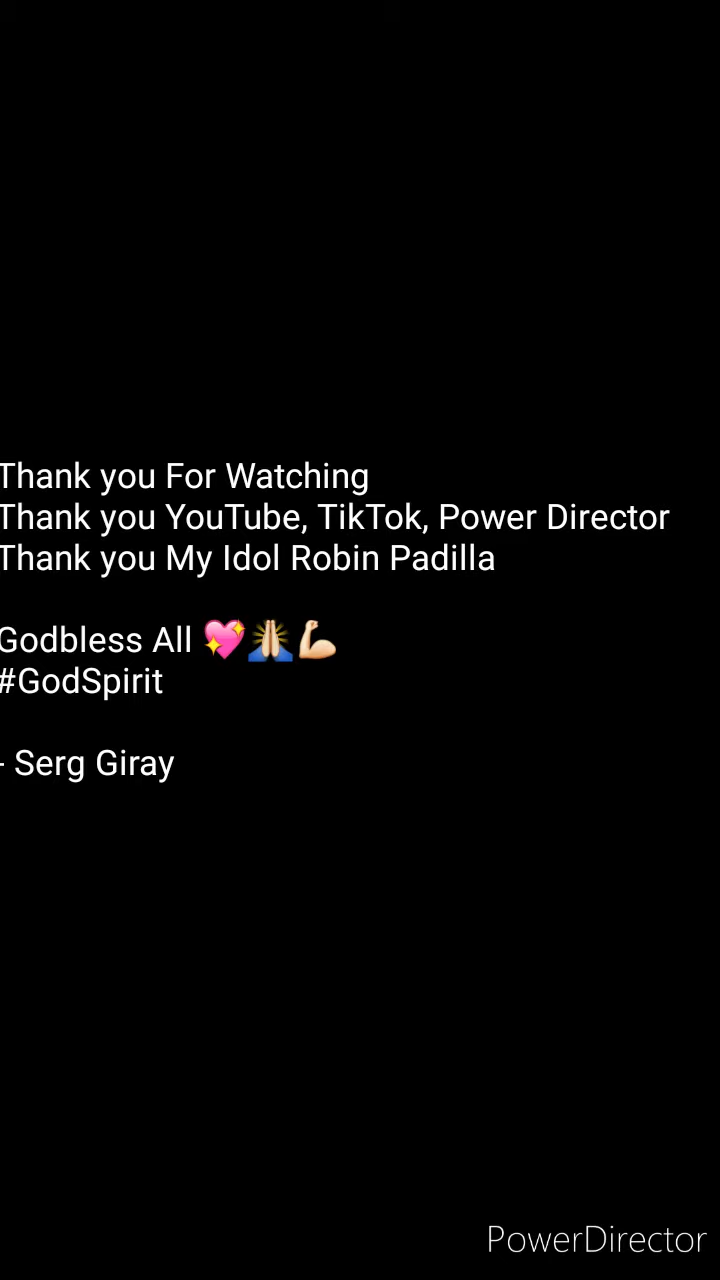 Thank you For Watching
Thank you YouTube, TikTok, Power Director
Thank you My Idol Robin Padilla
Godbless All 💖🙏🏼💪🏼
#GodSpirit
- Serg Giray
PowerDirector